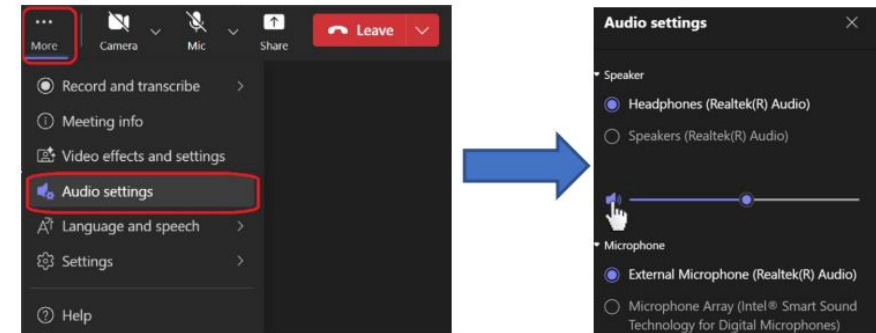 More
Camera
Mic
Share
Leave
Record and transcribe
Meeting info
Video effects and settings
Audio settings
Language and speech
Settings
Help
Audio settings
Speaker
Headphones (Realtek(R) Audio)
Speakers (Realtek(R) Audio)
Microphone
External Microphone (Realtek(R) Audio)
Microphone Array (Intel® Smart Sound
Technology for Digital Microphones)